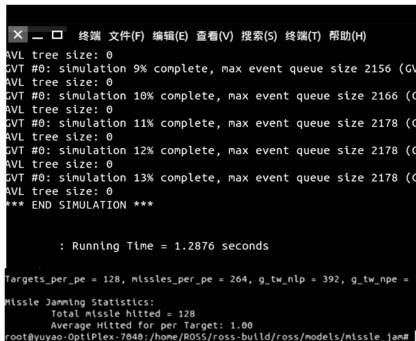 终端 文件(F) 编辑(E) 查看(V) 搜索(S) 终端(T) 帮助(H)
AVL tree size: 0
GVT #0: simulation 9% complete, max event queue size 2156 (GV
AVL tree size: 0
GVT #0: simulation 10% complete, max event queue size 2166 (G
AVL tree size: 0
GVT #0: simulation 11% complete, max event queue size 2178 (G
AVL tree size: 0
GVT #0: simulation 12% complete, max event queue size 2178 (G
AVL tree size: 0
GVT #0: simulation 13% complete, max event queue size 2178 (G
AVL tree size: 0
*** END SIMULATION ***
: Running Time = 1.2876 seconds
Targets_per_pe = 128, missles_per_pe = 264, g_tw_nlp = 392, g_tw_npe =
Missle Jamming Statistics:
Total missle hitted = 128
Average Hitted for per Target: 1.00
root@yuyao-OptiPlex-7040:/home/ROSS/ross-build/ross/models/missle_jam#